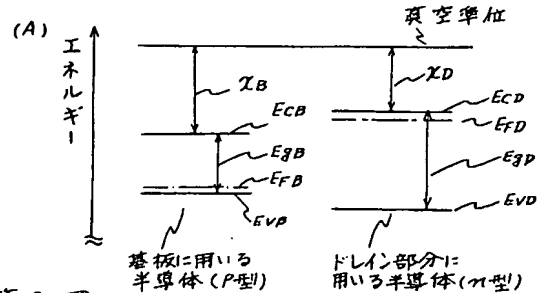 (A)
エネルギー
真空準位
χB
χD
ECB
ECD
EFD
EgB
EgD
EFB
EVB
EVD
基板に用いる
半導体(P型)
ドレイン部分に
用いる半導体(n型)